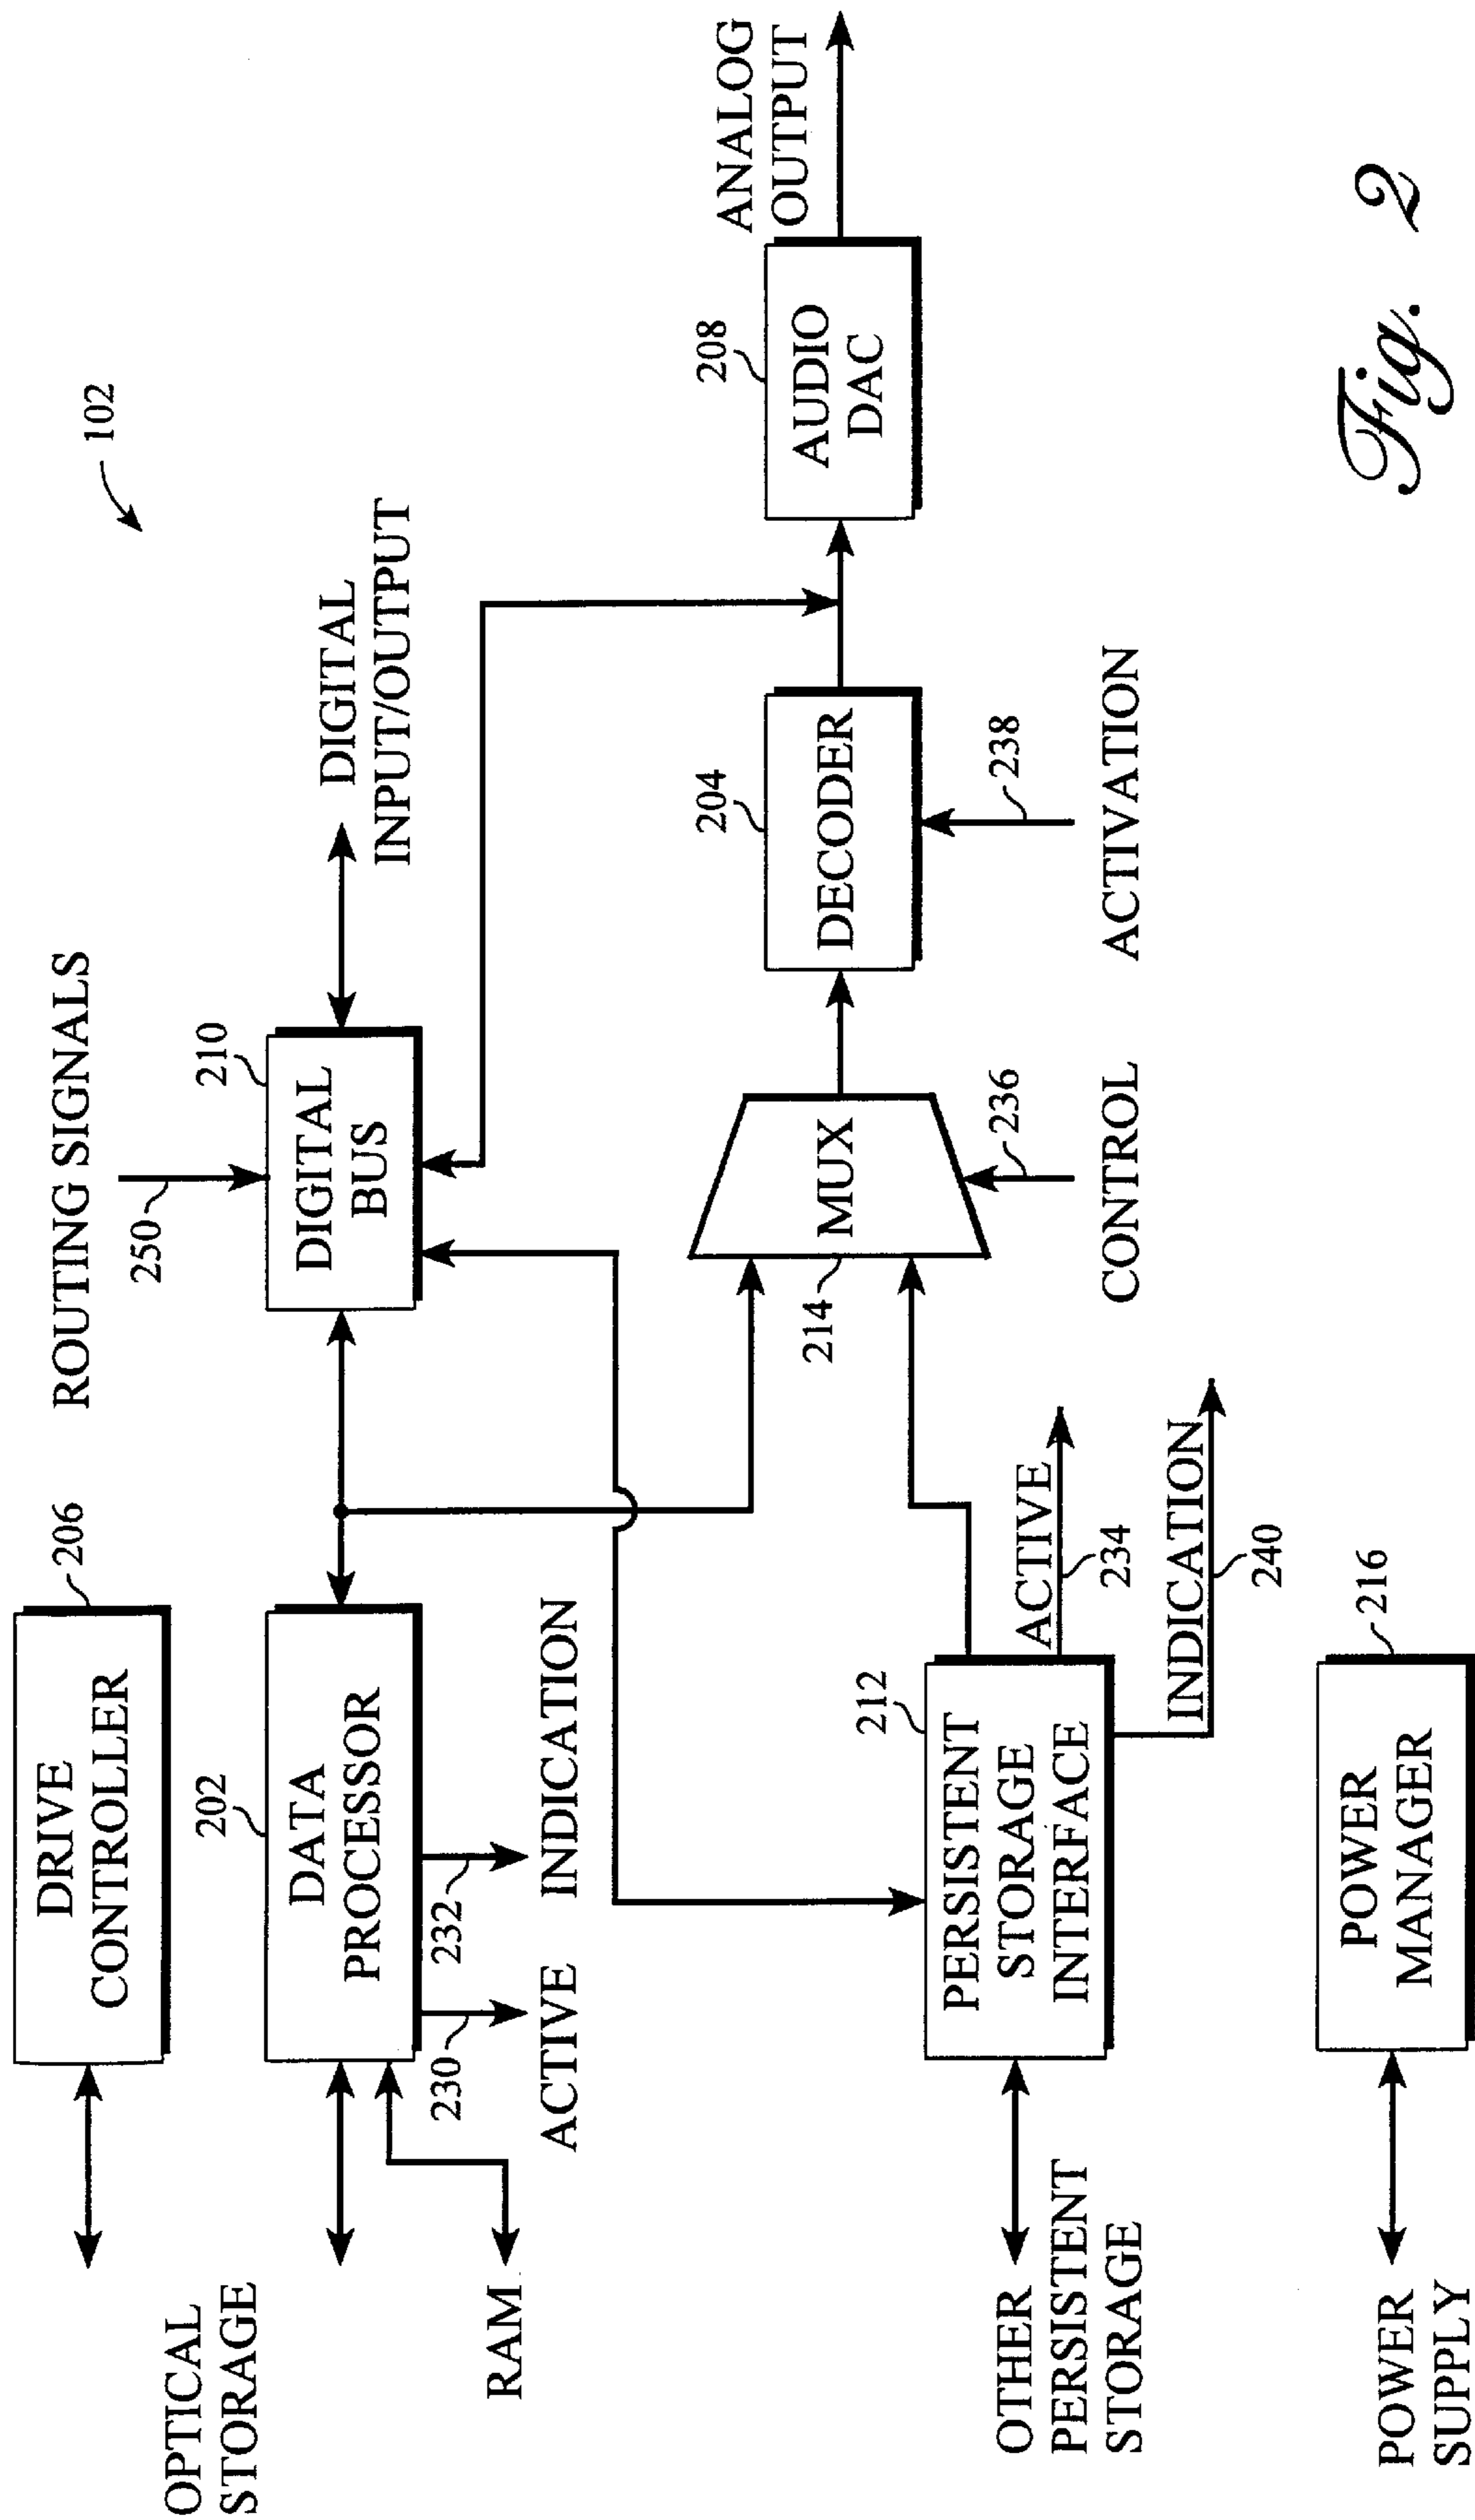 102
ROUTING SIGNALS
250
210
DIGITAL
BUS
DIGITAL
INPUT/OUTPUT
206
DRIVE
CONTROLLER
OPTICAL
STORAGE
202
DATA
PROCESSOR
RAM
230
232
ACTIVE
INDICATION
214
MUX
236
CONTROL
204
DECODER
238
ACTIVATION
208
AUDIO
DAC
ANALOG
OUTPUT
212
PERSISTENT
STORAGE
INTERFACE
OTHER
PERSISTENT
STORAGE
ACTIVE
234
INDICATION
240
216
POWER
MANAGER
POWER
SUPPLY
Fig. 2